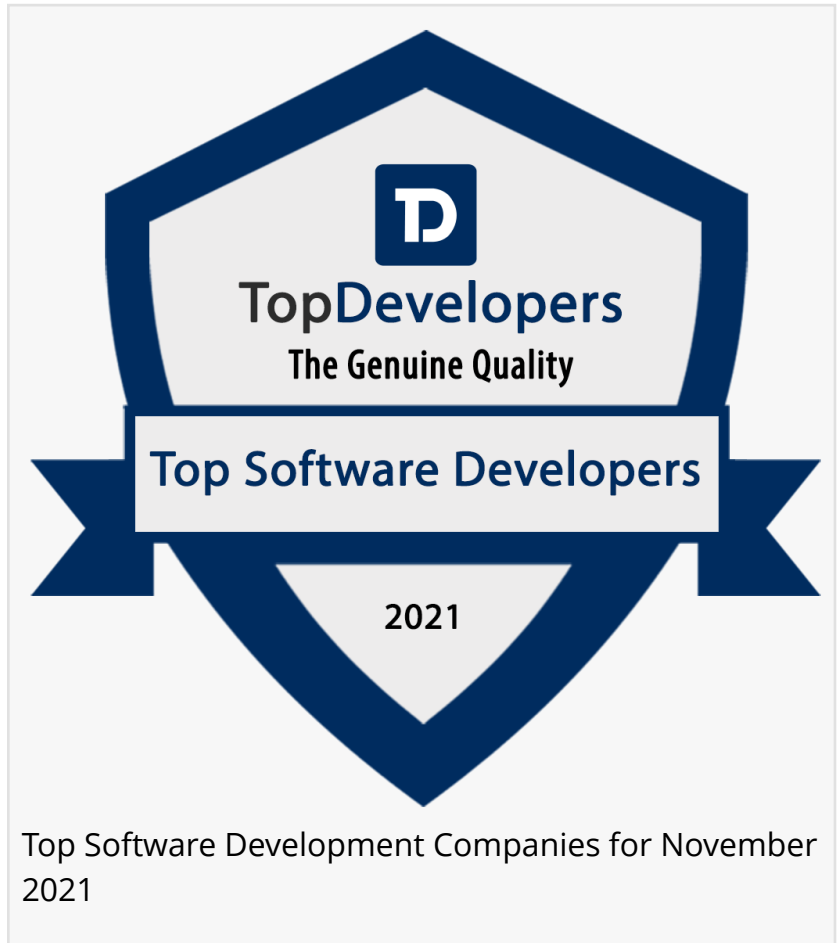 TD
TopDevelopers
The Genuine Quality
Top Software Developers
2021
Top Software Development Companies for November
2021